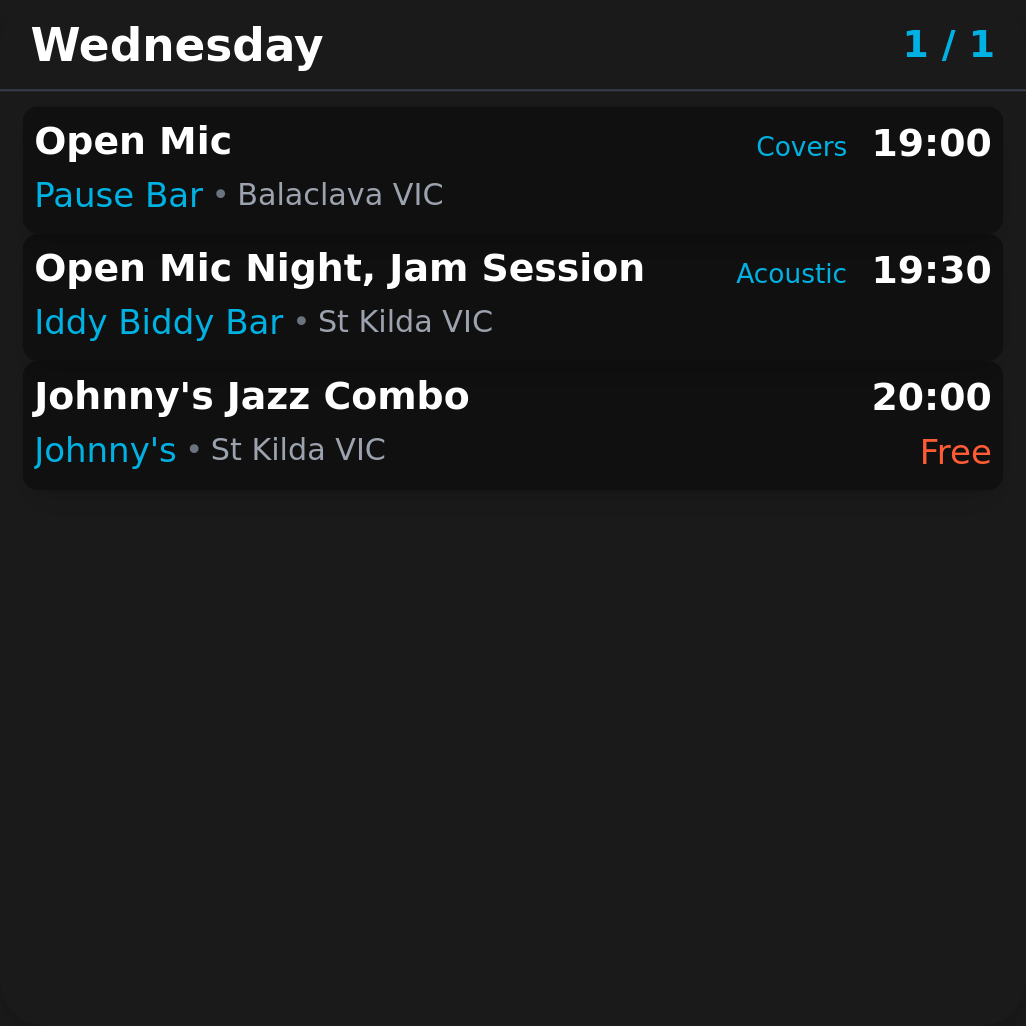 Wednesday 1 / 1
Open Mic Covers 19:00
Pause Bar • Balaclava VIC
Open Mic Night, Jam Session Acoustic 19:30
Iddy Biddy Bar • St Kilda VIC
Johnny's Jazz Combo 20:00
Johnny's • St Kilda VIC Free